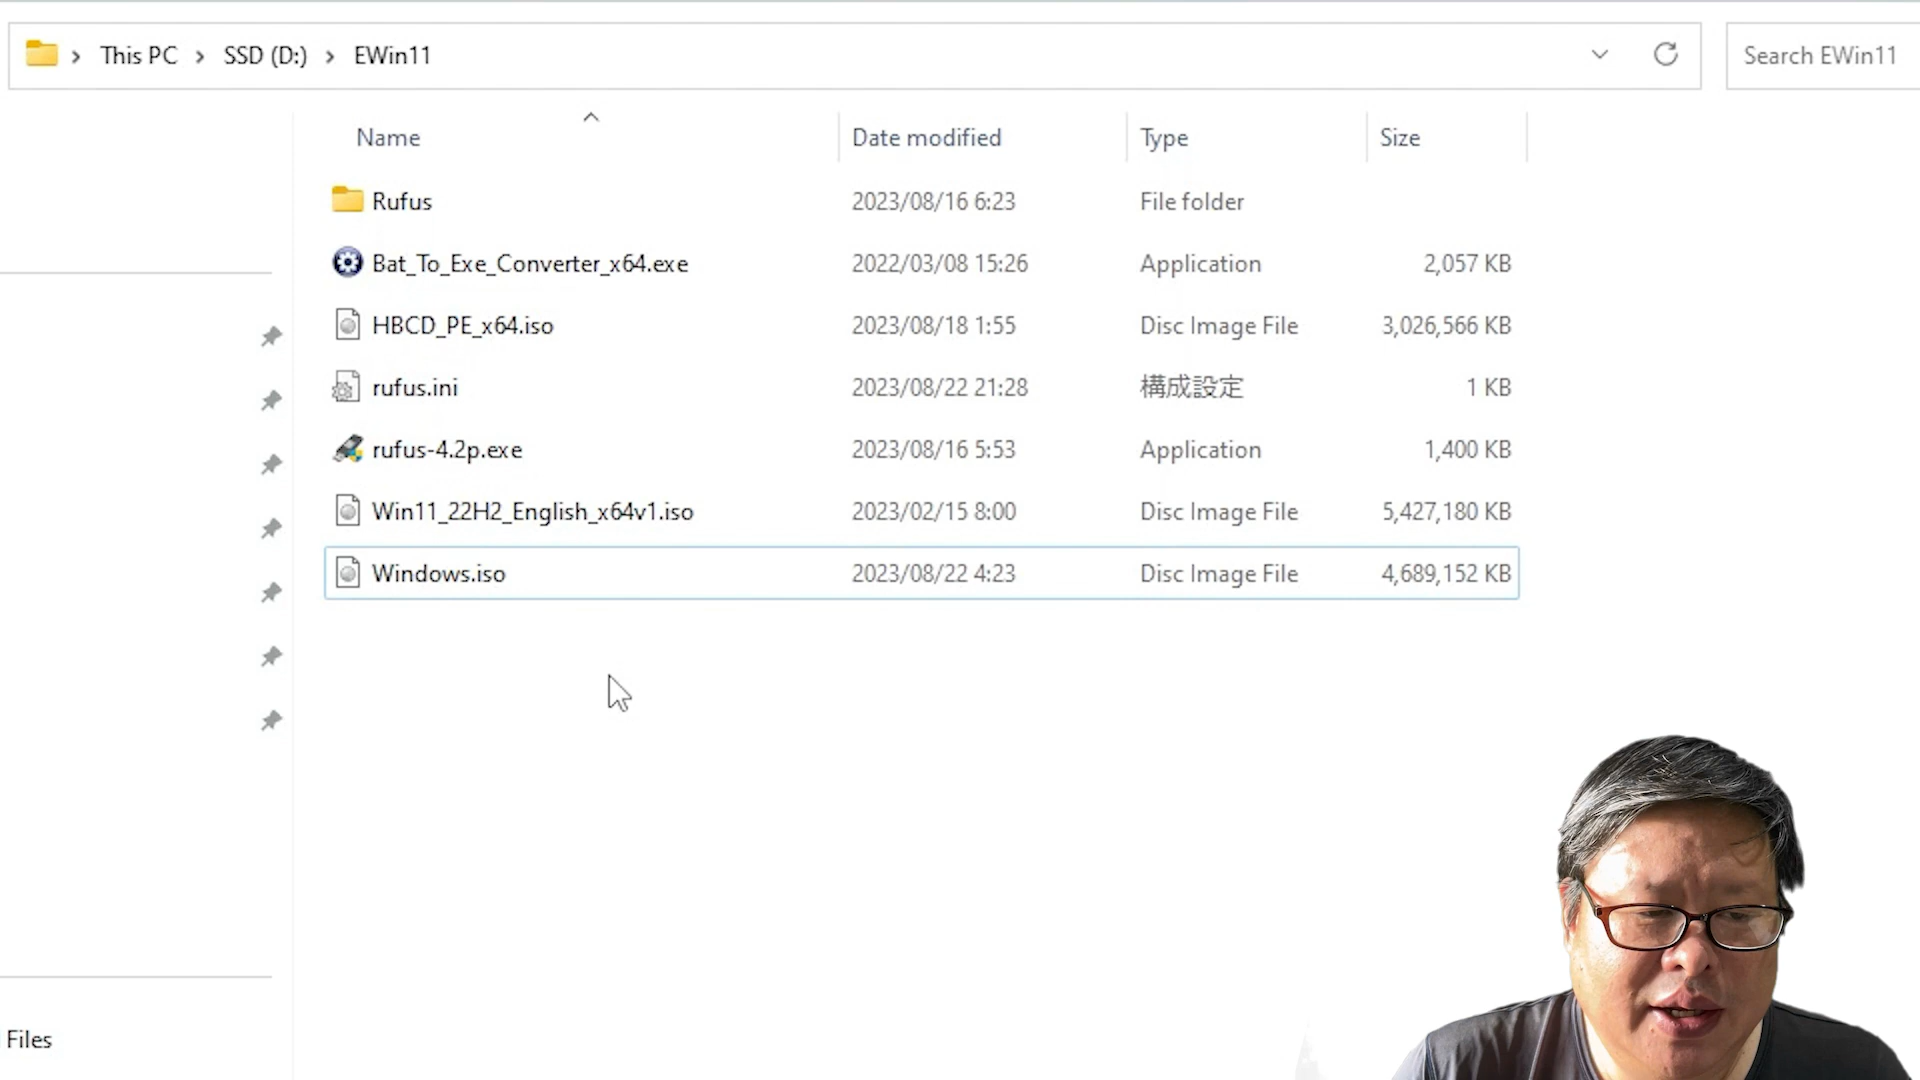 This PC > SSD (D:) > EWin11
Search EWin11
Name Date modified Type Size
Rufus 2023/08/16 6:23 File folder
Bat_To_Exe_Converter_x64.exe 2022/03/08 15:26 Application 2,057 KB
HBCD_PE_x64.iso 2023/08/18 1:55 Disc Image File 3,026,566 KB
rufus.ini 2023/08/22 21:28 構成設定 1 KB
rufus-4.2p.exe 2023/08/16 5:53 Application 1,400 KB
Win11_22H2_English_x64v1.iso 2023/02/15 8:00 Disc Image File 5,427,180 KB
Windows.iso 2023/08/22 4:23 Disc Image File 4,689,152 KB
Files